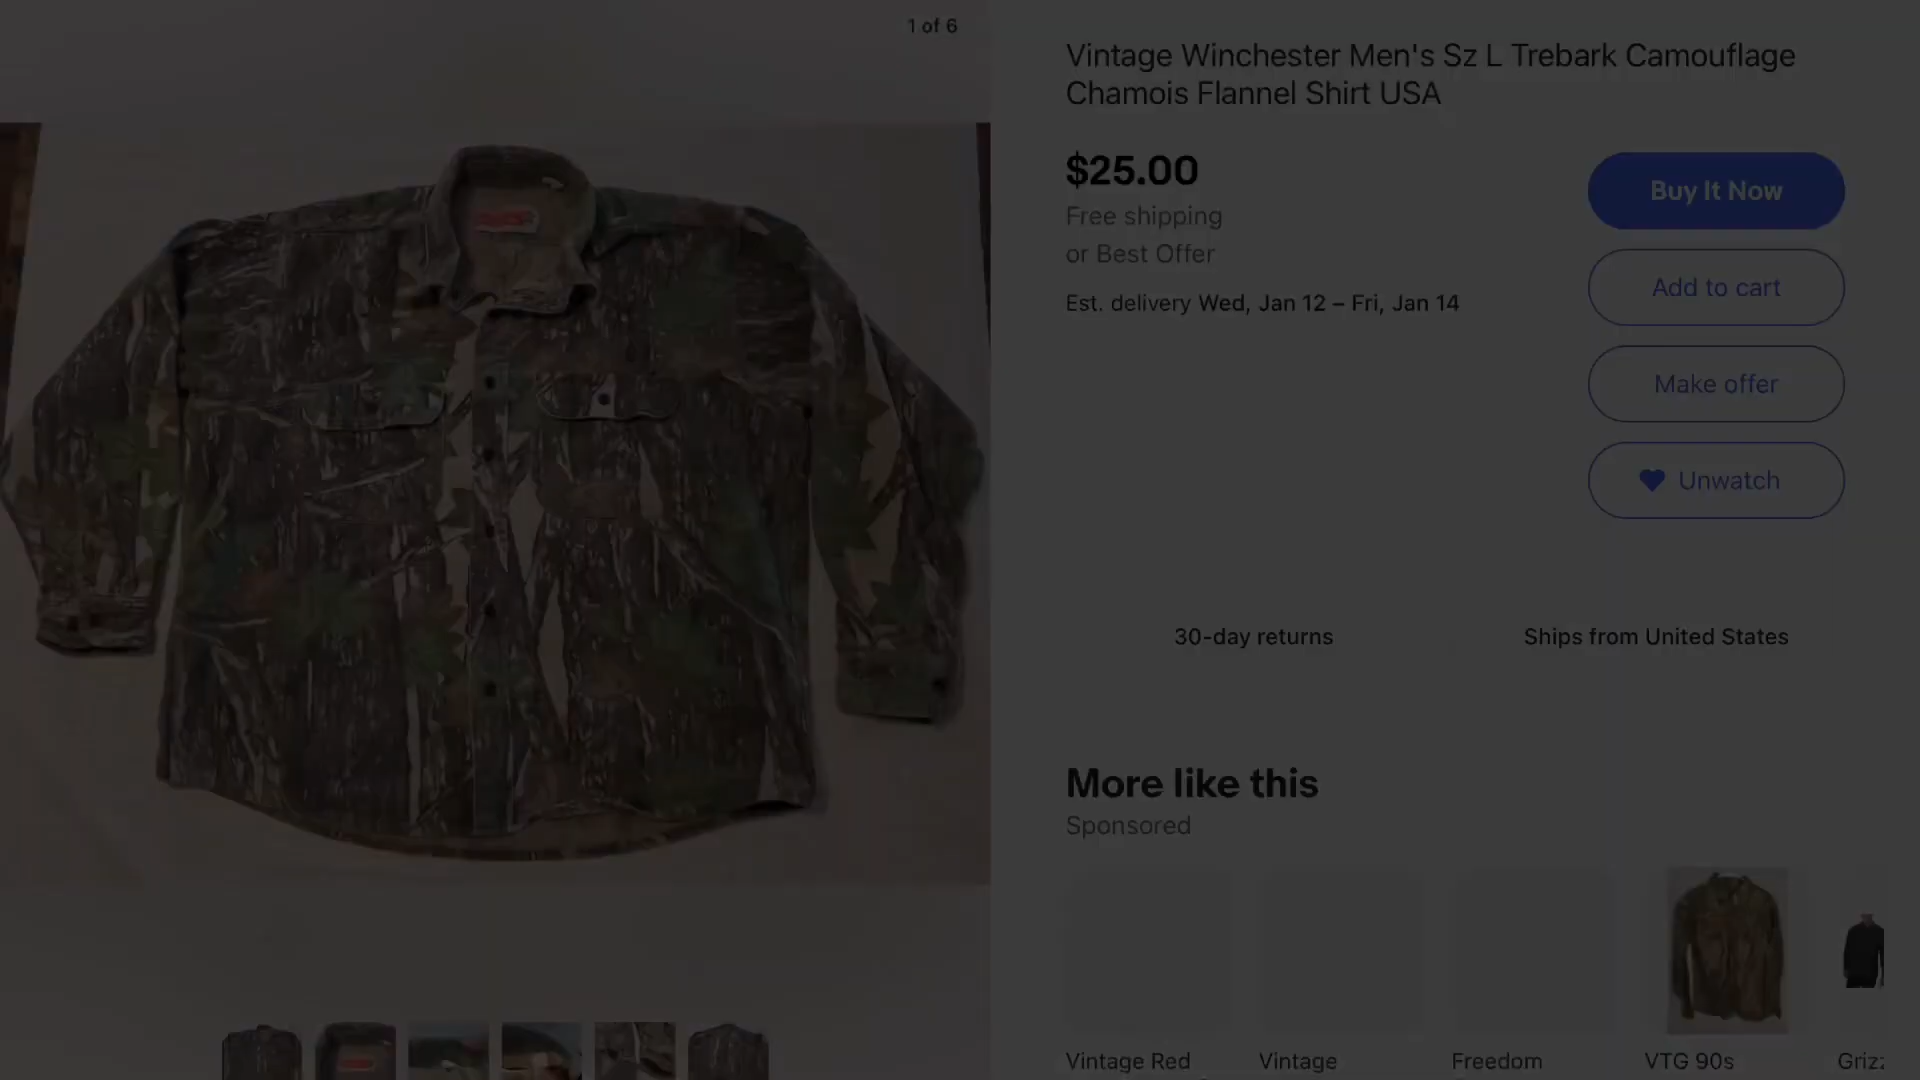 1 of 6
Vintage Winchester Men's Sz L Trebark Camouflage
Chamois Flannel Shirt USA
$25.00
Free shipping
or Best Offer
Est. delivery Wed, Jan 12 – Fri, Jan 14
Buy It Now
Add to cart
Make offer
Unwatch
30-day returns
Ships from United States
More like this
Sponsored
Vintage Red
Vintage
Freedom
VTG 90s